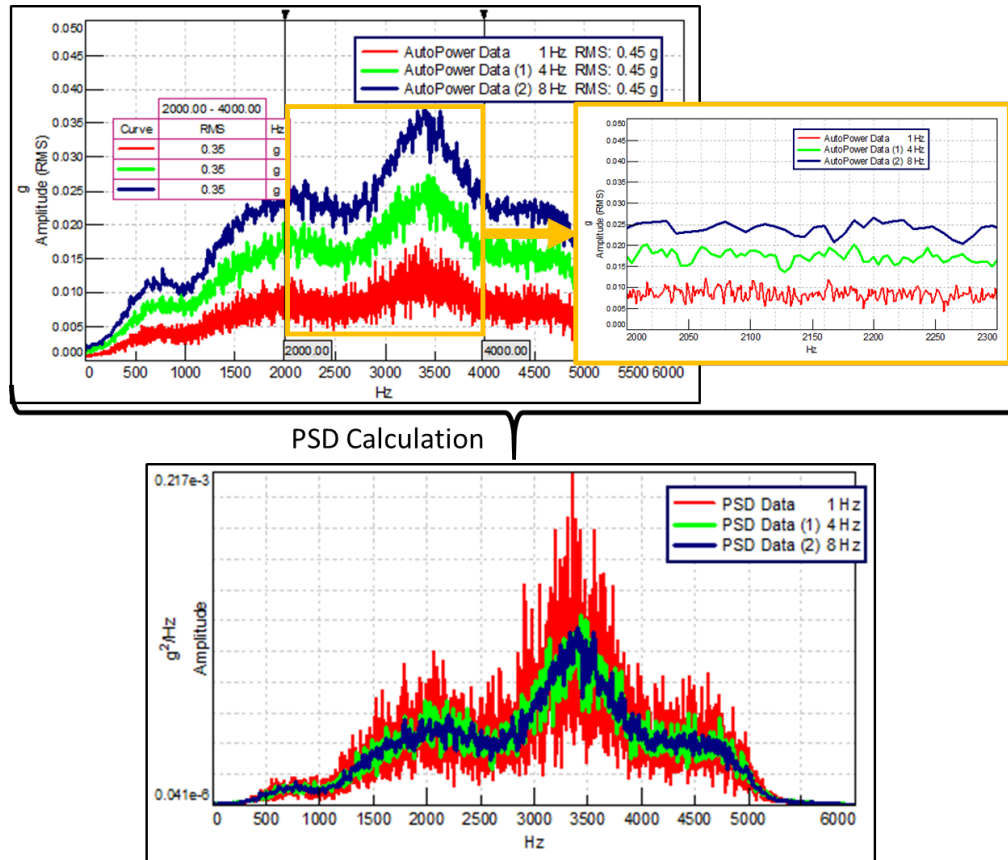 0.050
0.045
0.040
0.035
0.030
0.025
0.020
0.015
0.010
0.005
0.000
g
Amplitude (RMS)
AutoPower Data 1 Hz RMS: 0.45 g
AutoPower Data (1) 4 Hz RMS: 0.45 g
AutoPower Data (2) 8 Hz RMS: 0.45 g
2000.00 - 4000.00
Curve RMS Hz
0.35 g
0.35 g
0.35 g
2000.00 4000.00
0 500 1000 1500 2000 2500 3000 3500 4000 4500 5000 5500 6000
Hz
0.050
0.045
0.040
0.035
0.030
0.025
0.020
0.015
0.010
0.005
0.000
g
Amplitude (RMS)
AutoPower Data 1 Hz
AutoPower Data (1) 4 Hz
AutoPower Data (2) 8 Hz
2000 2050 2100 2150 2200 2250 2300
Hz
PSD Calculation
0.217e-3
g²/Hz
Amplitude
0.041e-6
PSD Data 1 Hz
PSD Data (1) 4 Hz
PSD Data (2) 8 Hz
0 500 1000 1500 2000 2500 3000 3500 4000 4500 5000 6000
Hz